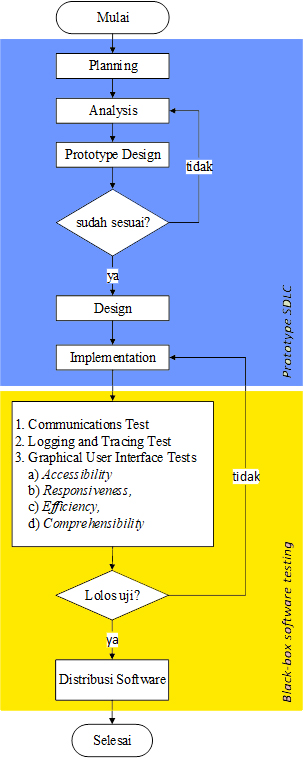 Mulai
Planning
Analysis
Prototype Design
tidak
sudah sesuai?
ya
Design
Prototype SDLC
Implementation
1. Communications Test
2. Logging and Tracing Test
3. Graphical User Interface Tests
a) Accessibility
b) Responsiveness,
c) Efficiency,
d) Comprehensibility
tidak
Lolos uji?
ya
Distribusi Software
Black-box software testing
Selesai